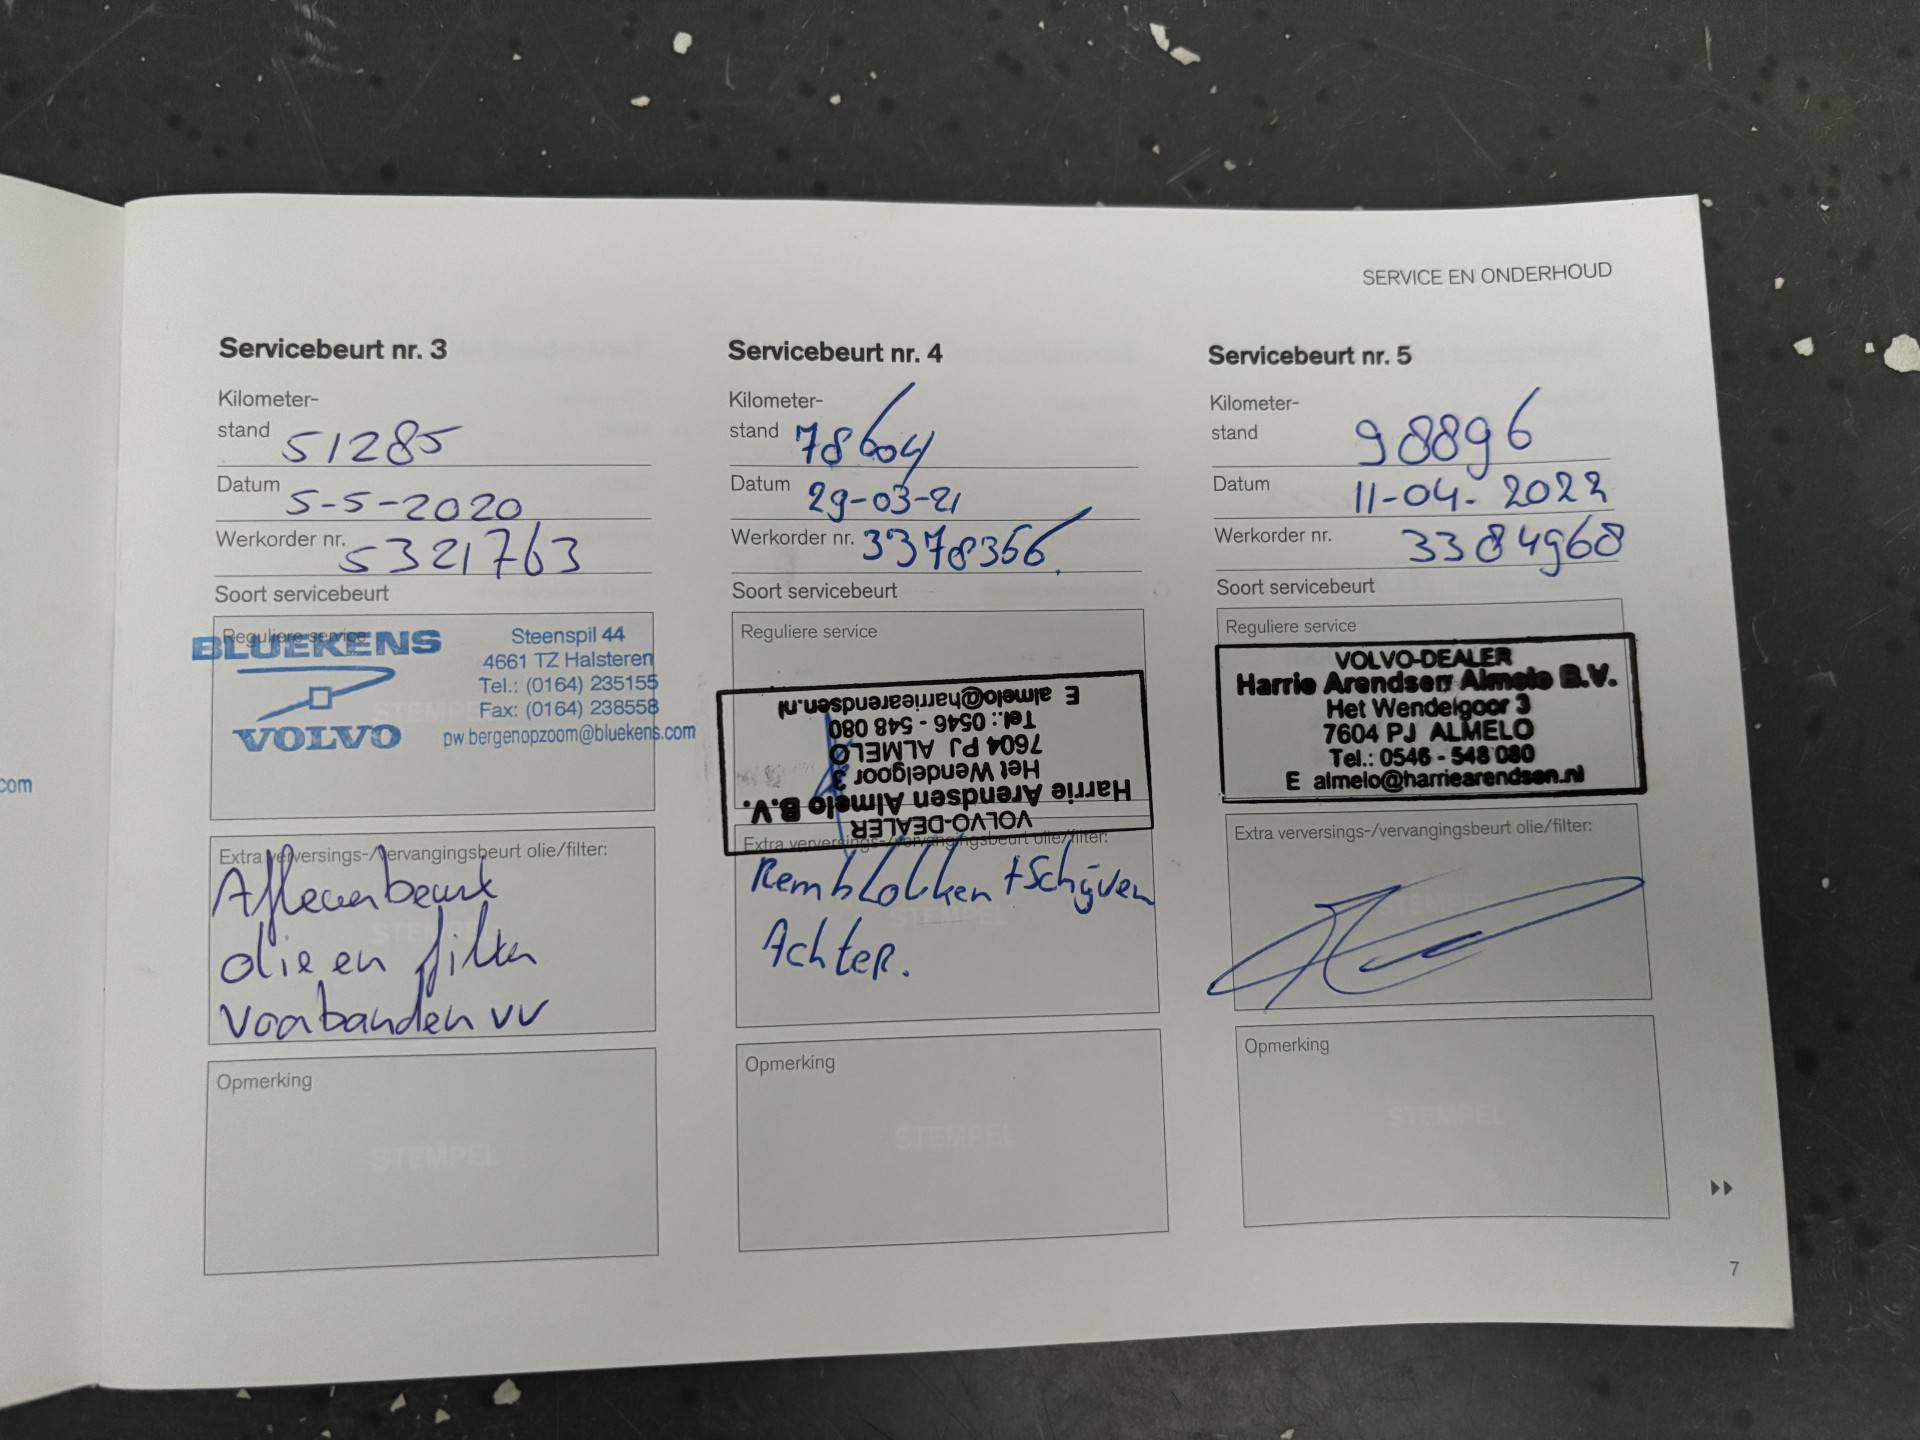 SERVICE EN ONDERHOUD
Servicebeurt nr. 3
Kilometer-
stand 51285
Datum 5-5-2020
Werkorder nr. 5321763
Soort servicebeurt
Reguliere service
BLUEKENS
VOLVO
Steenspil 44
4661 TZ Halsteren
Tel.: (0164) 235155
Fax: (0164) 238558
pw.bergenopzoom@bluekens.com
Extra verversings-/vervangingsbeurt olie/filter:
Afleverbeurt
olie en filter
Voorbanden vv
Opmerking
STEMPEL
Servicebeurt nr. 4
Kilometer-
stand 78604
Datum 29-03-21
Werkorder nr. 3378356.
Soort servicebeurt
Reguliere service
VOLVO-DEALER
Harrie Arendsen Almelo B.V.
Het Wendelgoor 3
7604 PJ ALMELO
Tel.: 0546 - 548 080
E almelo@harriearendsen.nl
Extra verversings-/vervangingsbeurt olie/filter:
Remblokken + Schijven
Achter.
STEMPEL
Opmerking
STEMPEL
Servicebeurt nr. 5
Kilometer-
stand 98896
Datum 11-04-2022
Werkorder nr. 3384968
Soort servicebeurt
Reguliere service
VOLVO-DEALER
Harrie Arendsen Almelo B.V.
Het Wendelgoor 3
7604 PJ ALMELO
Tel.: 0546 - 548 080
E almelo@harriearendsen.nl
Extra verversings-/vervangingsbeurt olie/filter:
STEMPEL
Opmerking
STEMPEL
7
com